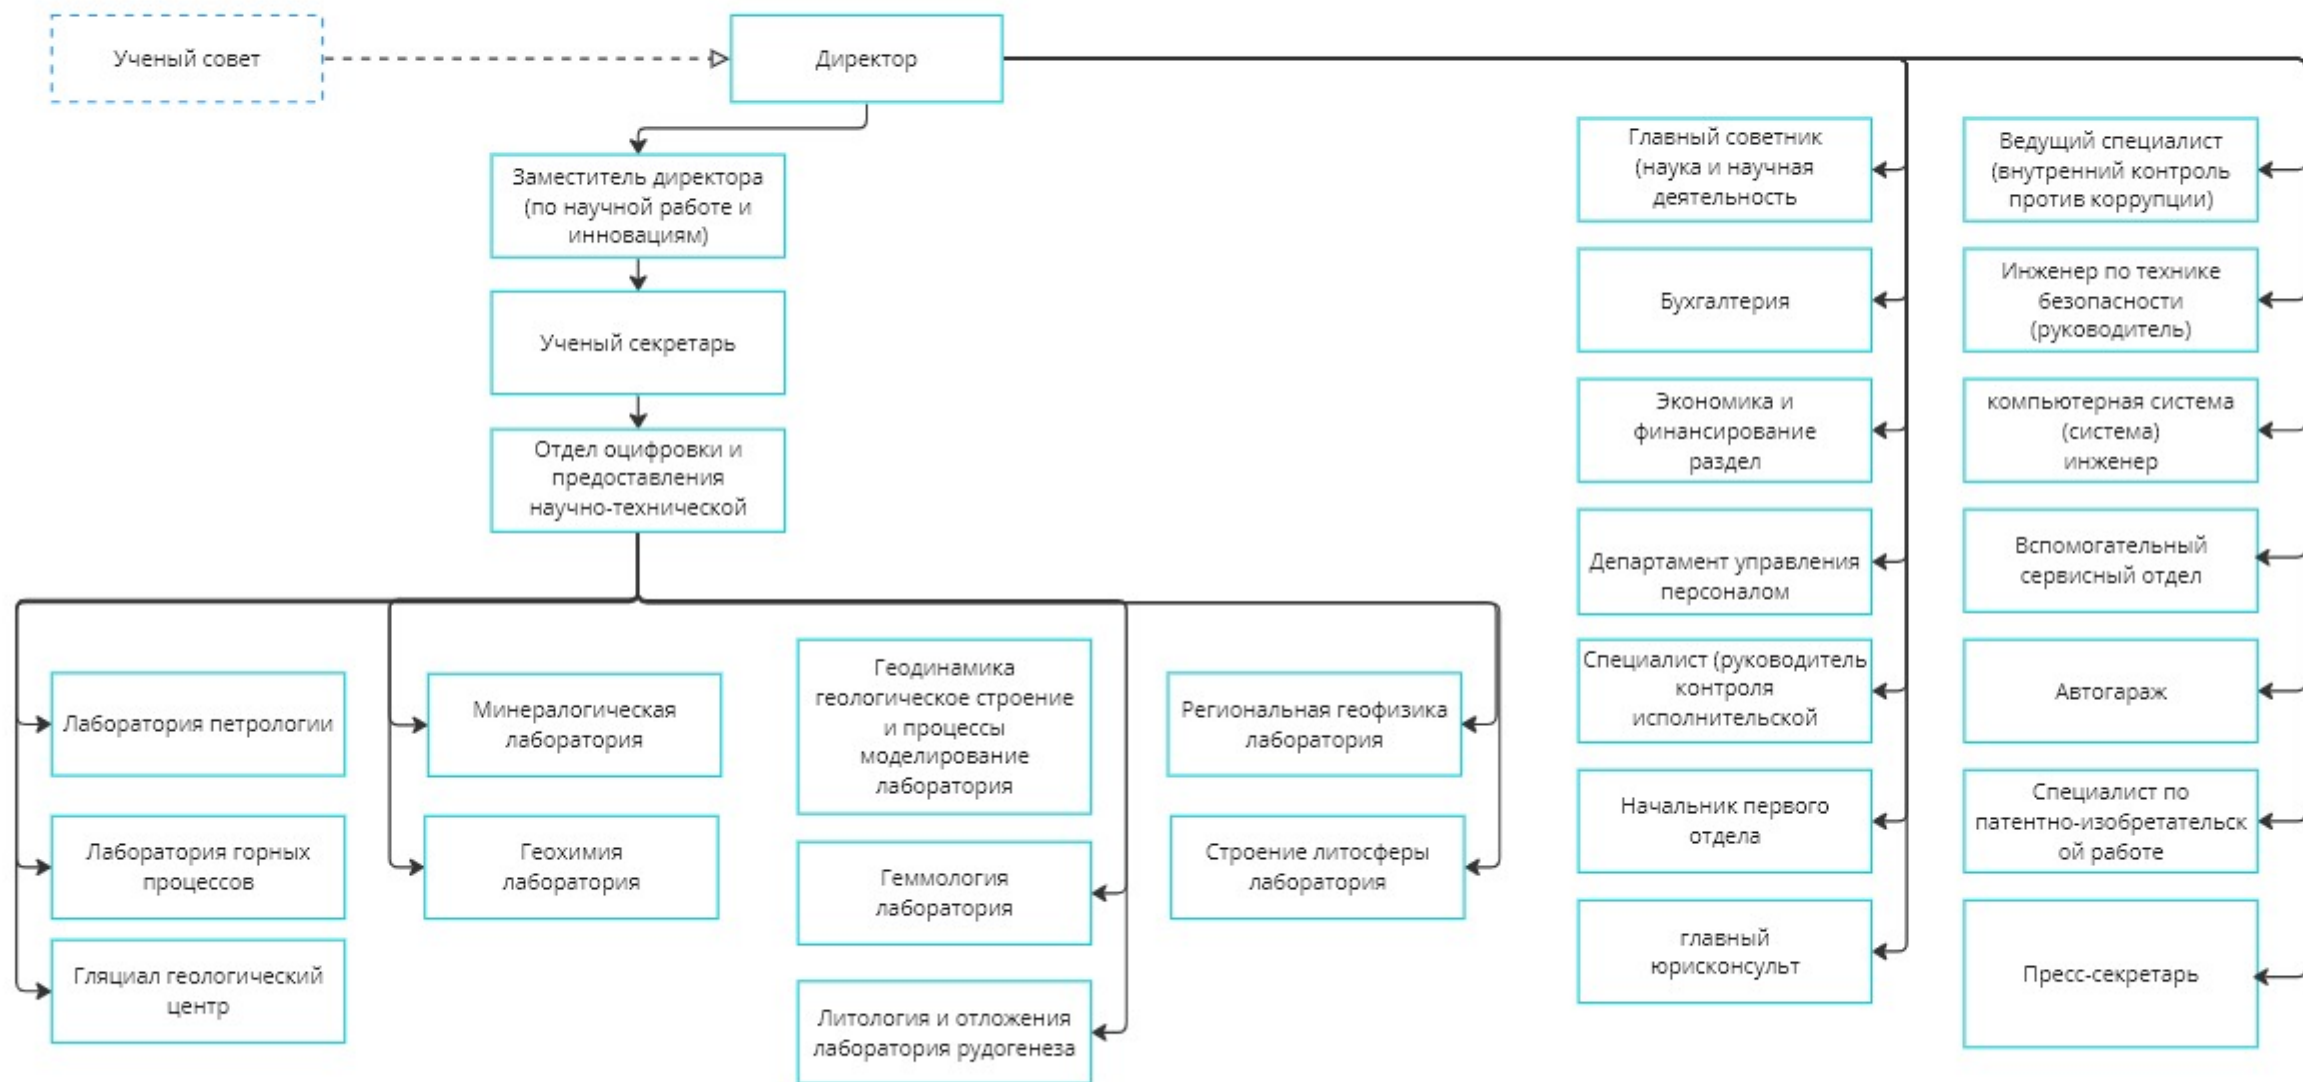 Ученый совет
Директор
Заместитель директора
(по научной работе и
инновациям)
Ученый секретарь
Отдел оцифровки и
предоставления
научно-технической
Лаборатория петрологии
Лаборатория горных
процессов
Гляциал геологический
центр
Минералогическая
лаборатория
Геохимия
лаборатория
Геодинамика
геологическое строение
и процессы
моделирование
лаборатория
Геммология
лаборатория
Литология и отложения
лаборатория рудогенеза
Региональная геофизика
лаборатория
Строение литосферы
лаборатория
Главный советник
(наука и научная
деятельность
Бухгалтерия
Экономика и
финансирование
раздел
Департамент управления
персоналом
Специалист (руководитель
контроля
исполнительской
Начальник первого
отдела
главный
юрисконсульт
Ведущий специалист
(внутренний контроль
против коррупции)
Инженер по технике
безопасности
(руководитель)
компьютерная система
(система)
инженер
Вспомогательный
сервисный отдел
Автогараж
Специалист по
патентно-изобретательск
ой работе
Пресс-секретарь